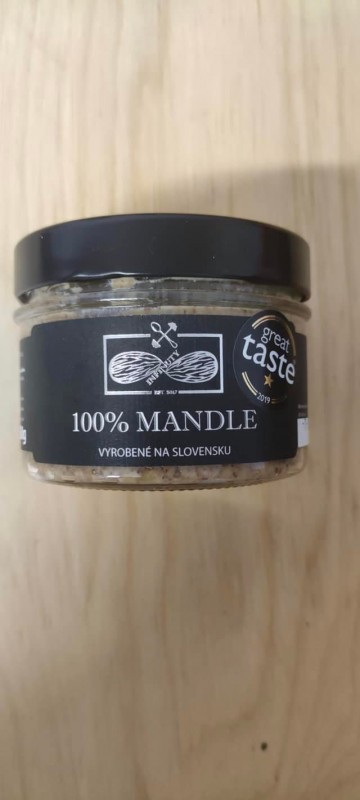 great
taste
2019
100% MANDLE
VYROBENÉ NA SLOVENSKU